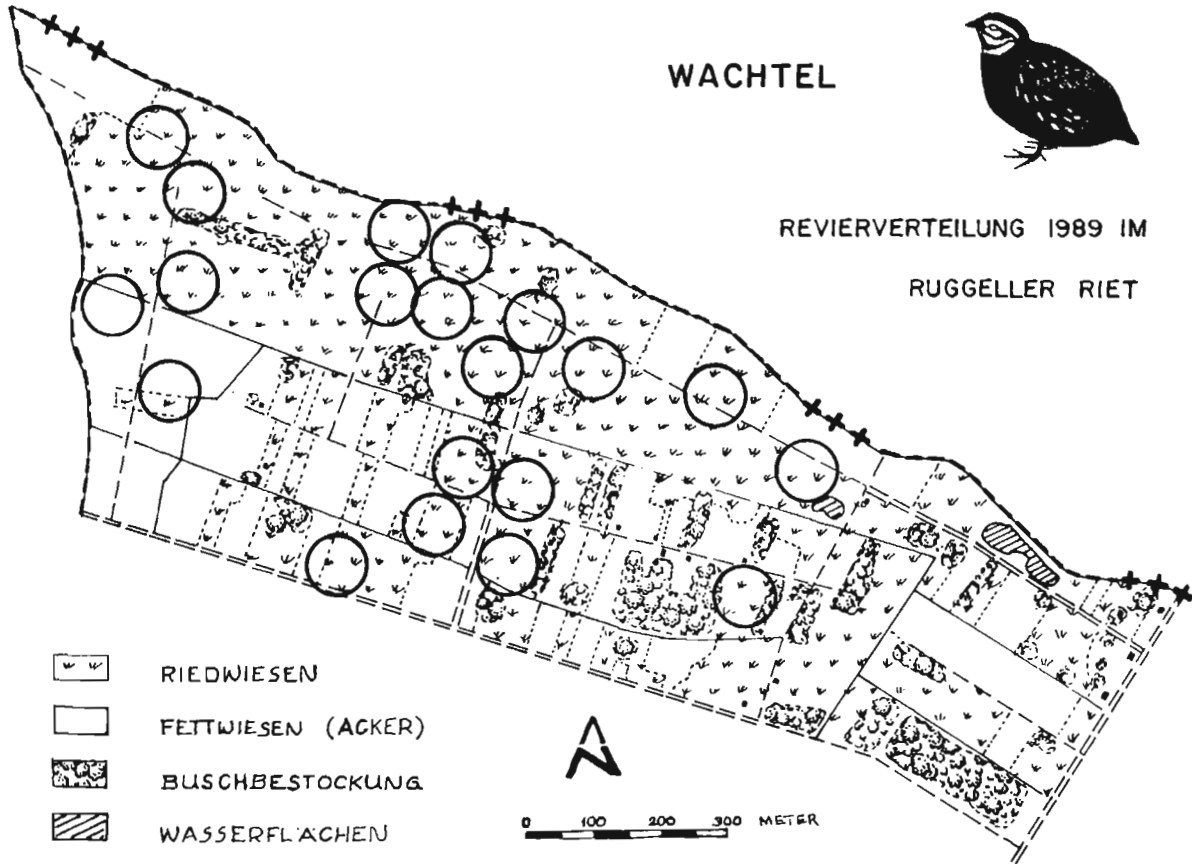 WACHTEL
REVIERVERTEILUNG 1989 IM
RUGGELLER RIET
RIEDWIESEN
FETTWIESEN (ACKER)
BUSCHBESTOCKUNG
WASSERFLÄCHEN
N
0 100 200 300 METER